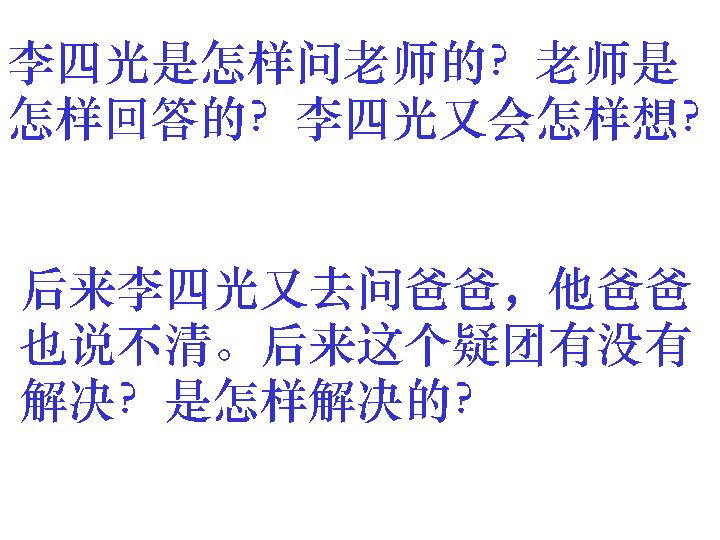 李四光是怎样问老师的？老师是
怎样回答的？李四光又会怎样想？
后来李四光又去问爸爸，他爸爸
也说不清。后来这个疑团有没有
解决？是怎样解决的？